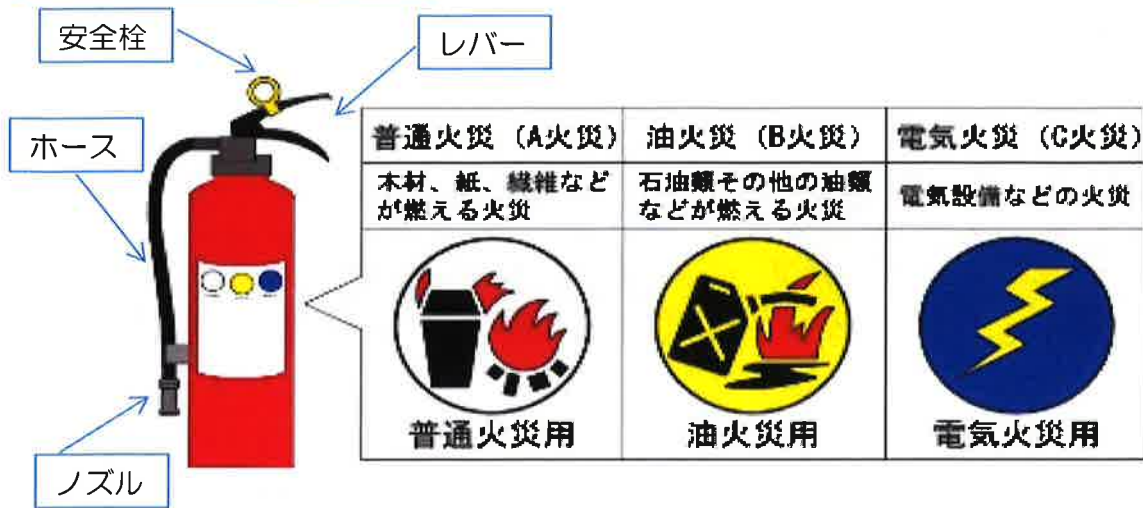 安全栓
レバー
ホース
ノズル
普通火災（A火災）
油火災（B火災）
電気火災（C火災）
木材、紙、繊維など
が燃える火災
石油類その他の油類
などが燃える火災
電気設備などの火災
普通火災用
油火災用
電気火災用